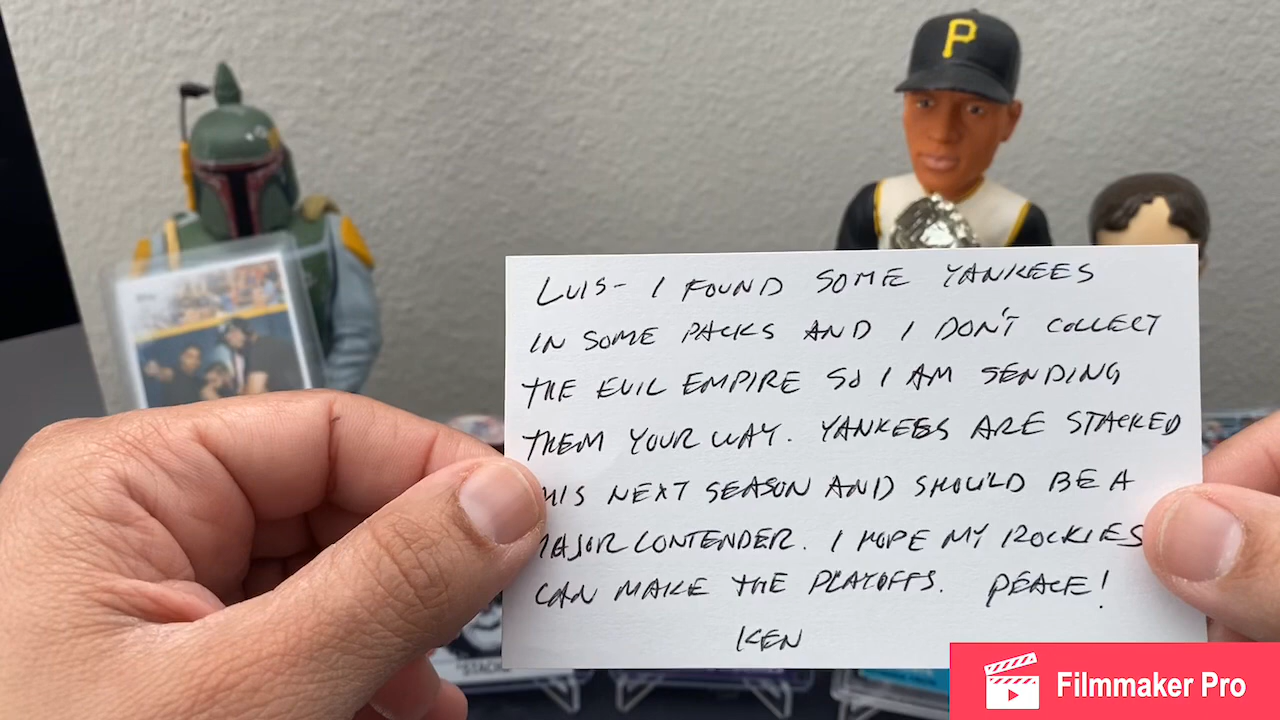 P
LUIS- I FOUND SOME YANKEES
IN SOME PACKS AND I DON'T COLLECT
THE EVIL EMPIRE SO I AM SENDING
THEM YOUR WAY. YANKEES ARE STACKED
THIS NEXT SEASON AND SHOULD BE A
MAJOR CONTENDER. I HOPE MY ROCKIES
CAN MAKE THE PLAYOFFS. PEACE!
KEN
Filmmaker Pro